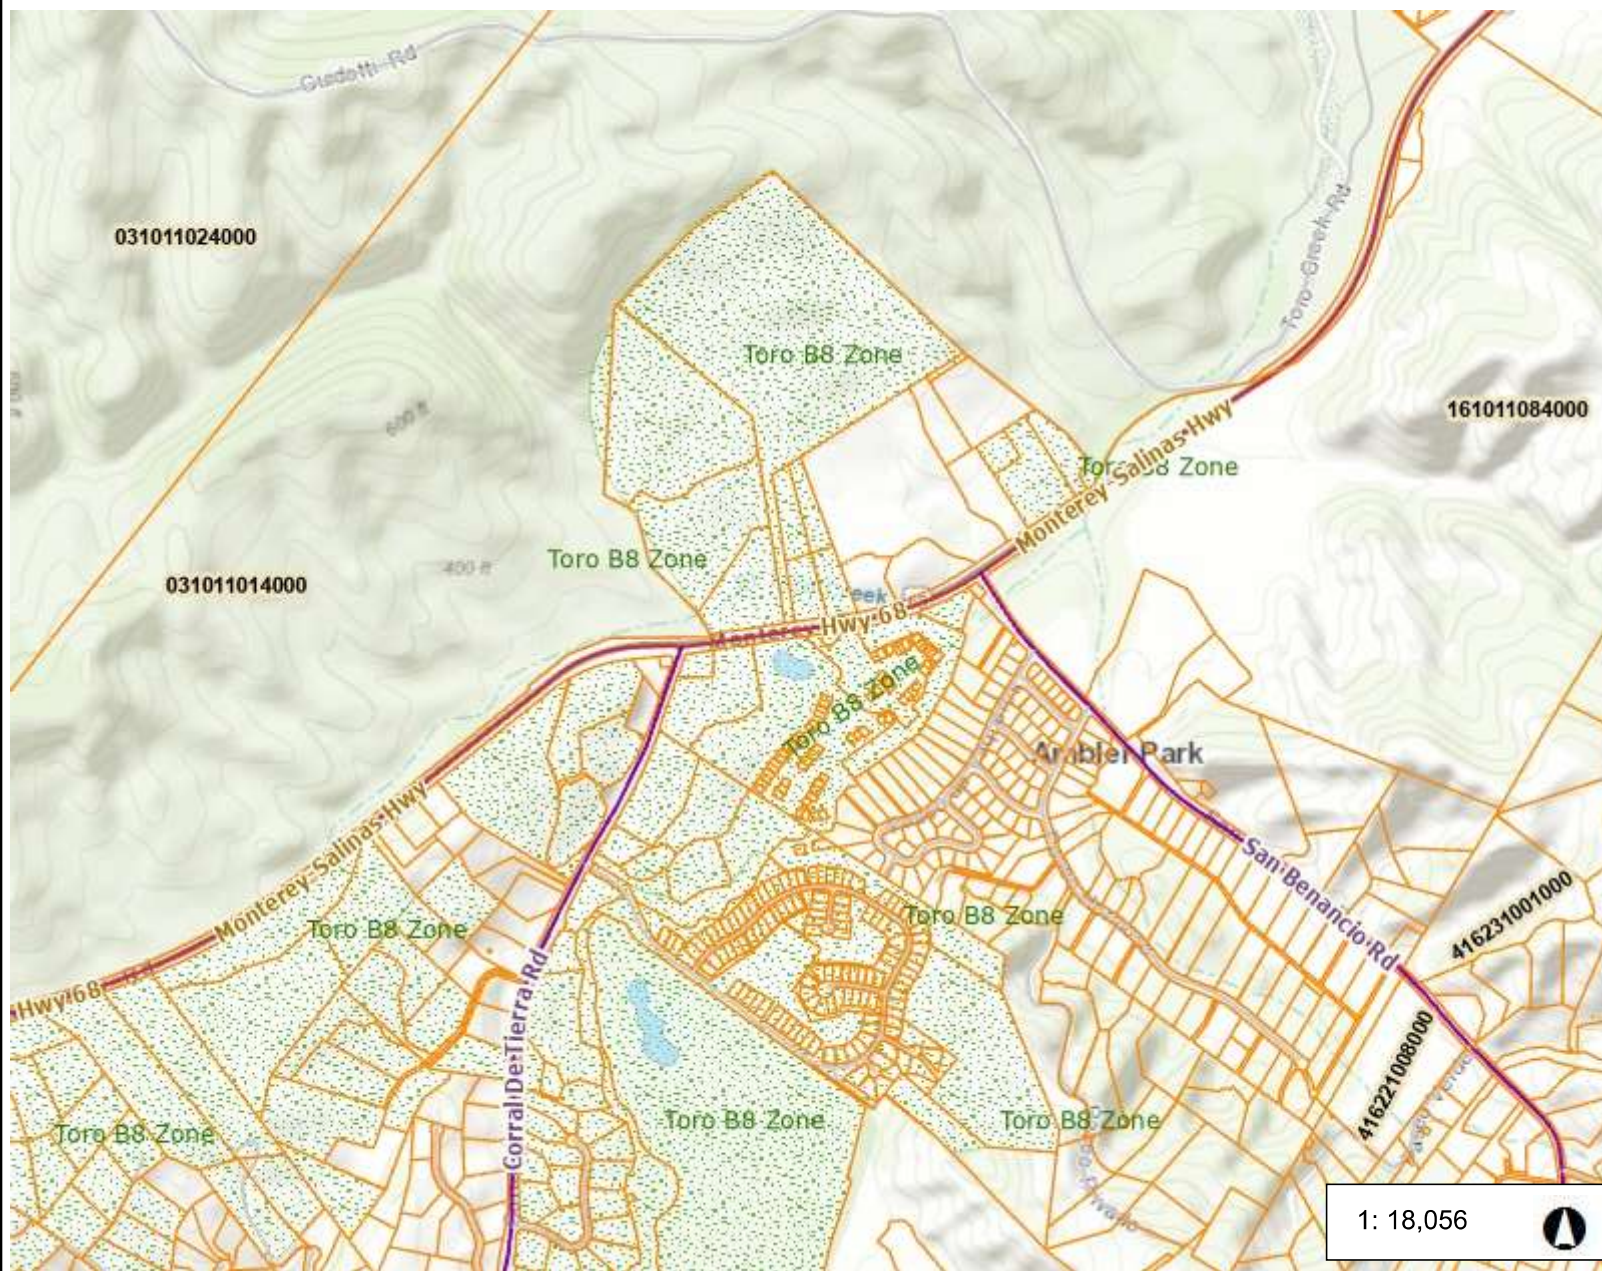 Guidotti Rd
031011024000
Toro Creek Rd
Toro B8 Zone
600 ft
161011084000
Monterey-Salinas Hwy
Toro B8 Zone
Toro B8 Zone
400 ft
031011014000
eek
Monterey
Hwy 68
Toro B8 Zone
Ambler Park
Monterey-Salinas Hwy
San Benancio Rd
416231001000
Toro B8 Zone
Toro B8 Zone
Hwy 68
Rd
Corral De Tierra Rd
416221008000
Toro B8 Zone
Toro B8 Zone
Toro B8 Zone
1: 18,056